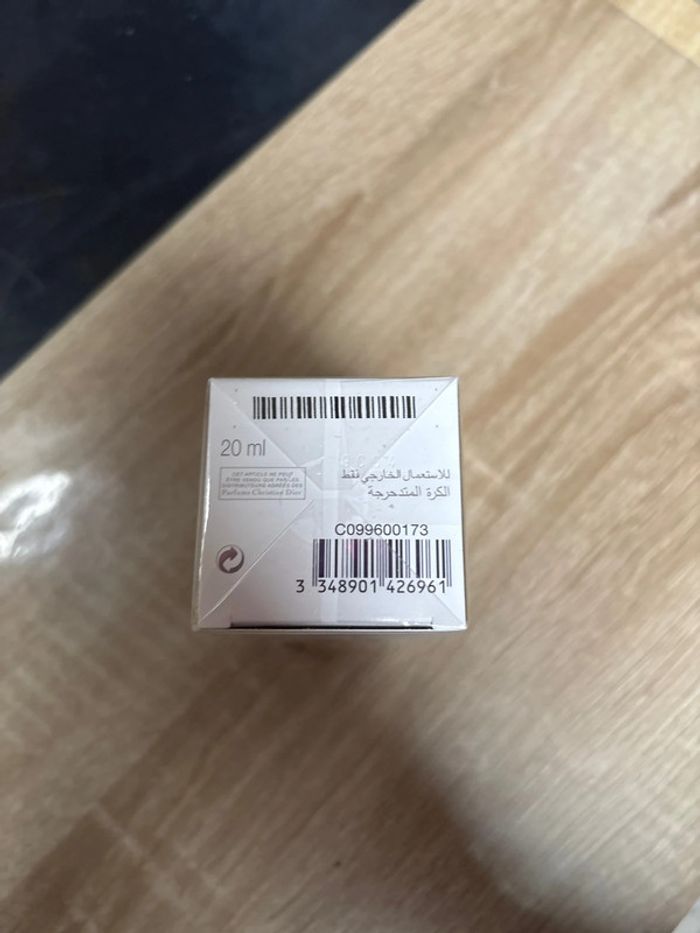 20 ml
للاستعمال الخارجي فقط
الكرة المتدحرجة
CET ARTICLE NE PEUT
ÊTRE VENDU QUE PAR LES
DISTRIBUTEURS AGRÉÉS DES
Parfums Christian Dior
C099600173
3 348901 426961